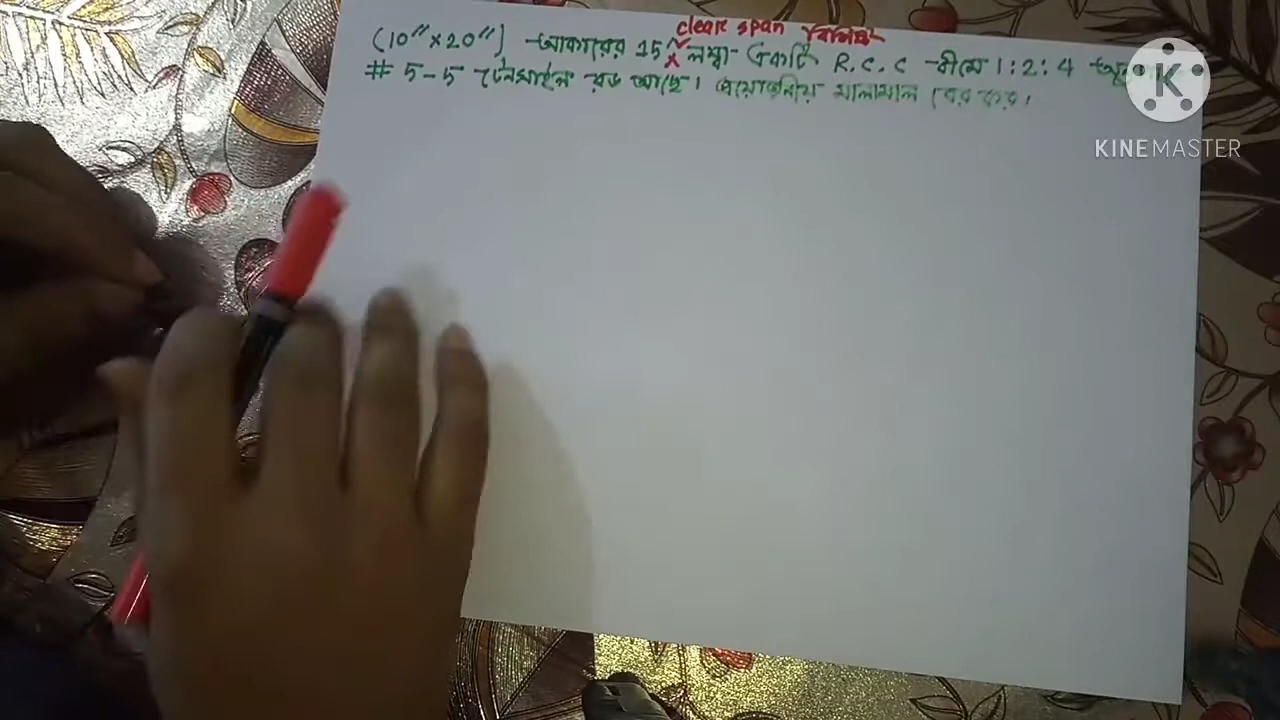 clear span বিশিষ্ট
(10" × 20") আকারের 15' লম্বা একটি R.C.C বীমে 1:2:4
# 5-5 টেনসাইল রড আছে। প্রয়োজনীয় মালামাল বের কর।
K
KINEMASTER